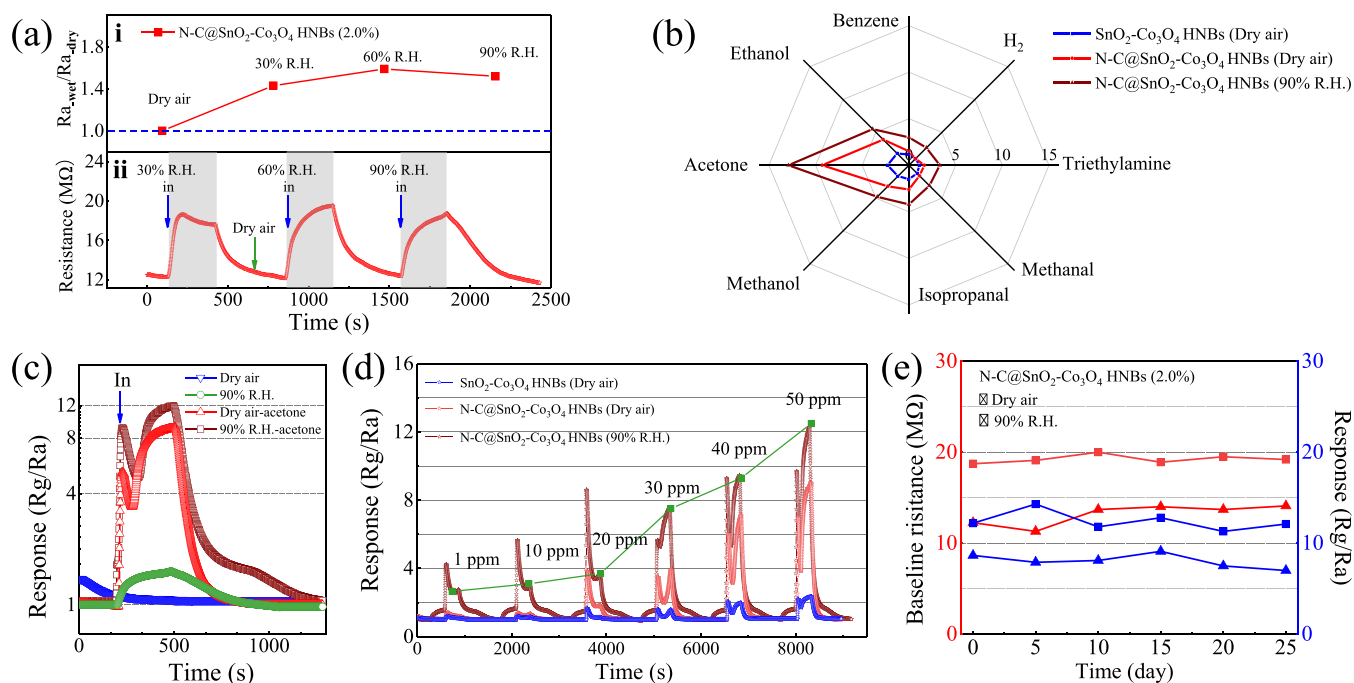 (a)
i
N-C@SnO₂-Co₃O₄ HNBs (2.0%)
Ra-wet/Ra-dry
1.8
1.4
1.0
Dry air
30% R.H.
60% R.H.
90% R.H.
ii
Resistance (MΩ)
24
20
16
12
30% R.H.
in
Dry air
60% R.H.
in
90% R.H.
in
0
500
1000
1500
2000
2500
Time (s)
(b)
Benzene
H₂
Triethylamine
Methanal
Isopropanal
Methanol
Acetone
Ethanol
0
5
10
15
SnO₂-Co₃O₄ HNBs (Dry air)
N-C@SnO₂-Co₃O₄ HNBs (Dry air)
N-C@SnO₂-Co₃O₄ HNBs (90% R.H.)
(c)
In
Dry air
90% R.H.
Dry air-acetone
90% R.H.-acetone
Response (Rg/Ra)
12
8
4
1
0
500
1000
Time (s)
(d)
SnO₂-Co₃O₄ HNBs (Dry air)
N-C@SnO₂-Co₃O₄ HNBs (Dry air)
N-C@SnO₂-Co₃O₄ HNBs (90% R.H.)
Response (Rg/Ra)
16
14
12
10
8
6
4
2
0
1 ppm
10 ppm
20 ppm
30 ppm
40 ppm
50 ppm
0
2000
4000
6000
8000
Time (s)
(e)
N-C@SnO₂-Co₃O₄ HNBs (2.0%)
Dry air
90% R.H.
Baseline risitance (MΩ)
30
20
10
0
Response (Rg/Ra)
30
20
10
0
0
5
10
15
20
25
Time (day)